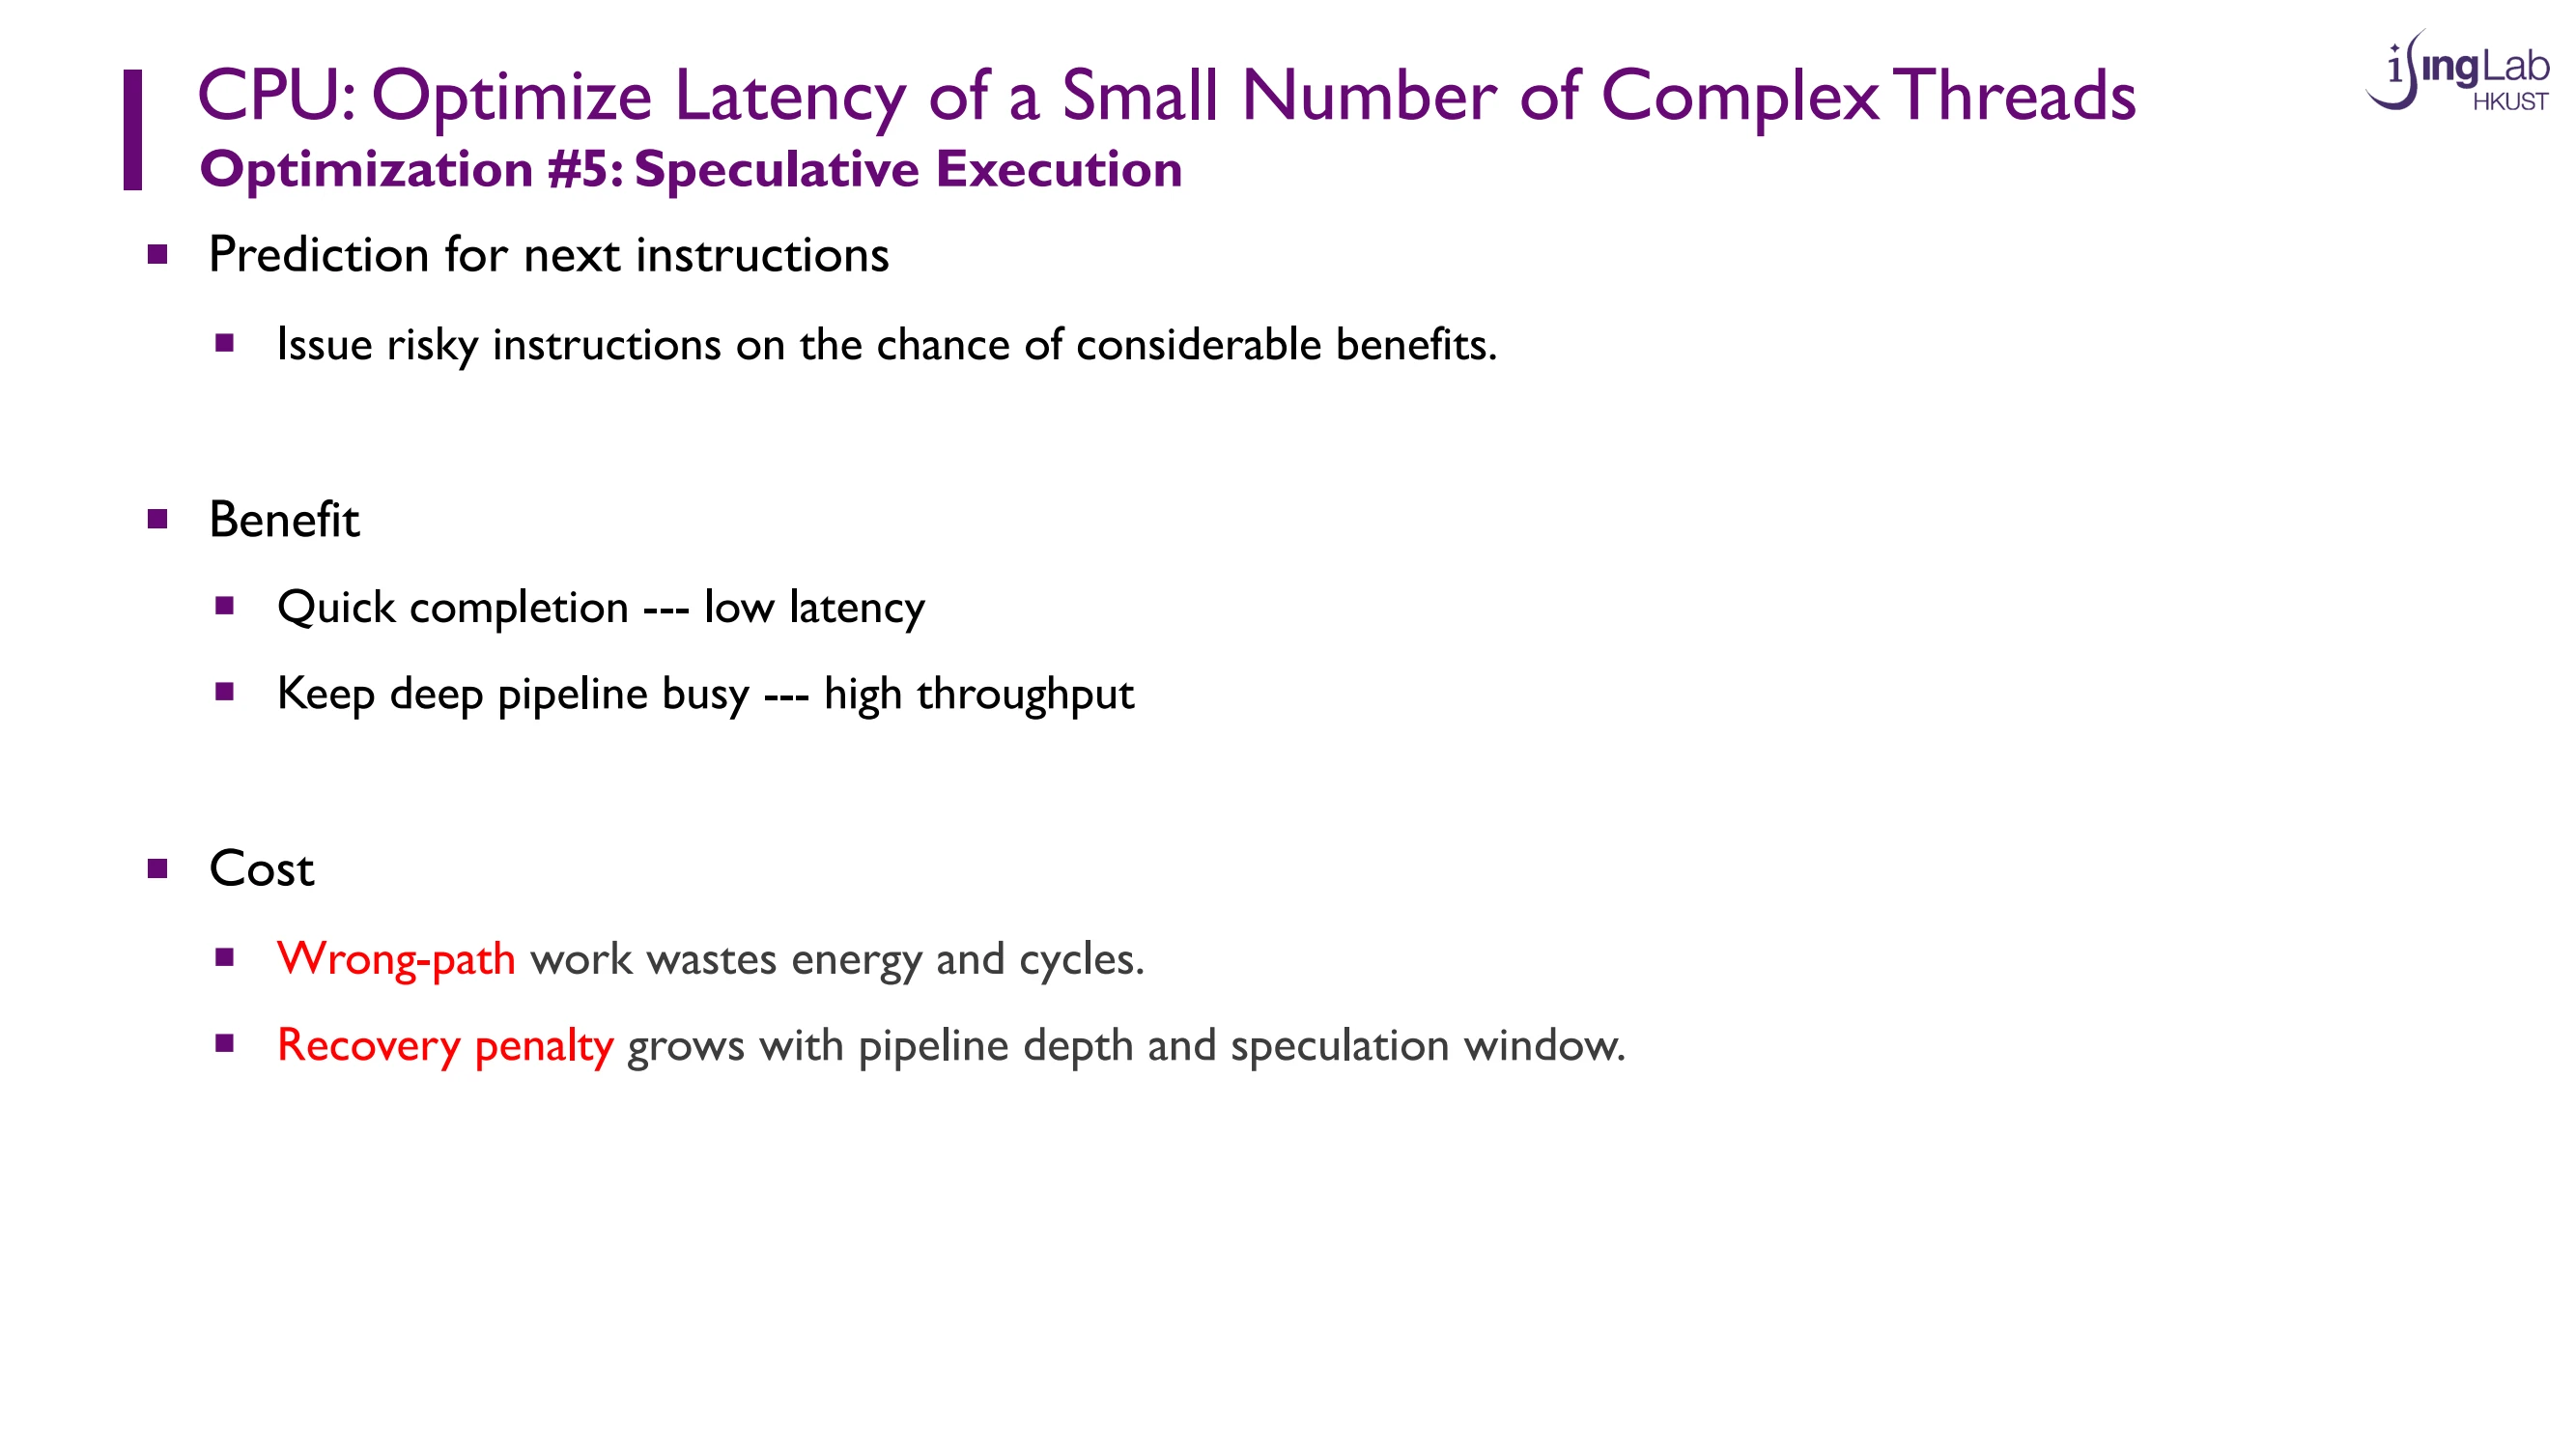 CPU: Optimize Latency of a Small Number of Complex Threads
iSingLab
HKUST
Optimization #5: Speculative Execution
Prediction for next instructions
Issue risky instructions on the chance of considerable benefits.
Benefit
Quick completion --- low latency
Keep deep pipeline busy --- high throughput
Cost
Wrong-path work wastes energy and cycles.
Recovery penalty grows with pipeline depth and speculation window.